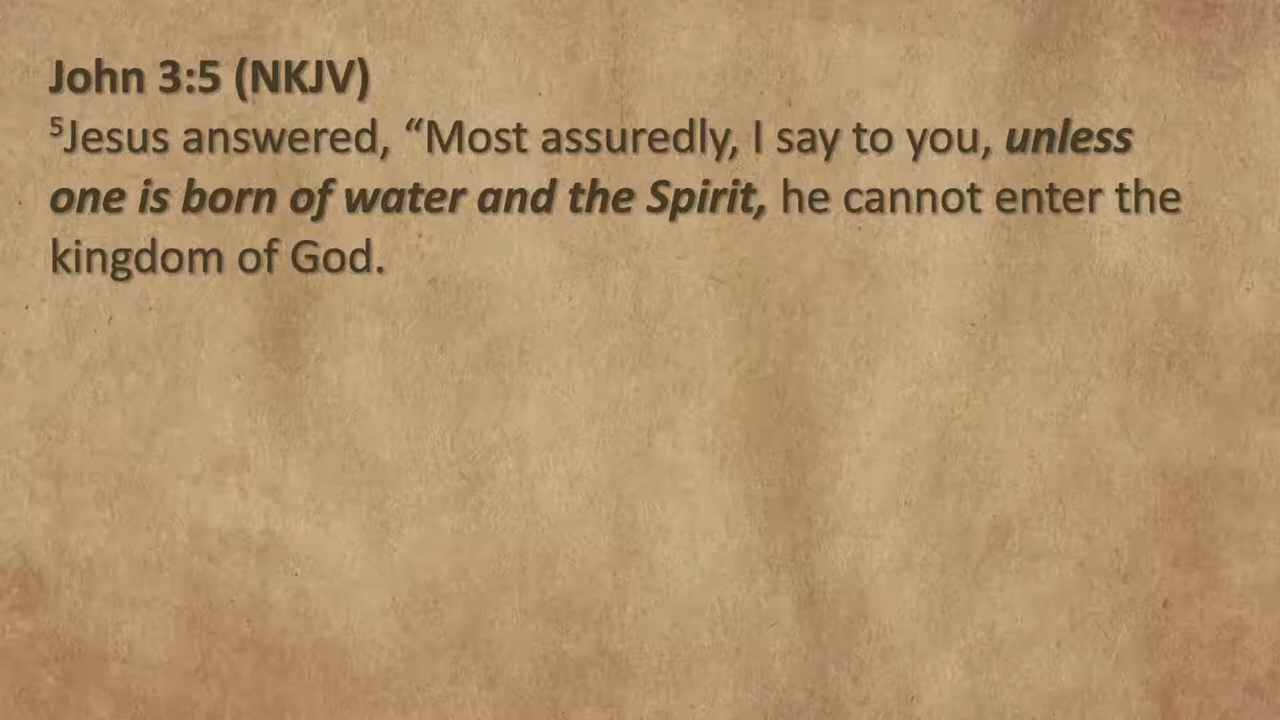 John 3:5 (NKJV)
⁵Jesus answered, “Most assuredly, I say to you, unless
one is born of water and the Spirit, he cannot enter the
kingdom of God.